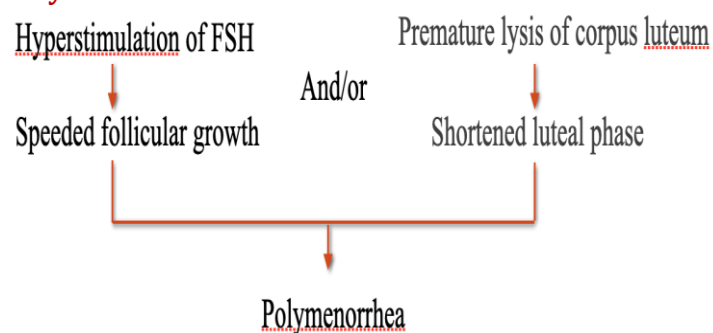 Hyperstimulation of FSH
Premature lysis of corpus luteum
And/or
Speeded follicular growth
Shortened luteal phase
Polymenorrhea